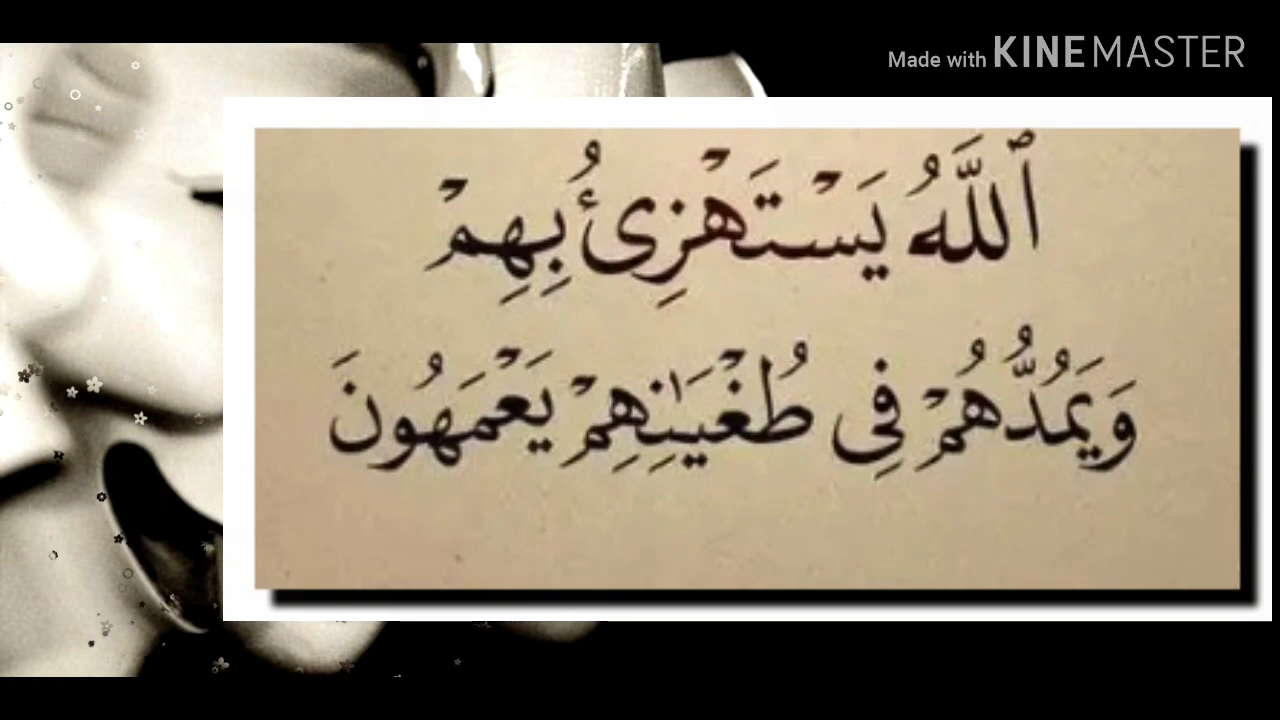 Made with KINEMASTER
ٱللَّهُ يَسْتَهْزِئُ بِهِمْ
وَيَمُدُّهُمْ فِى طُغْيَـٰنِهِمْ يَعْمَهُونَ